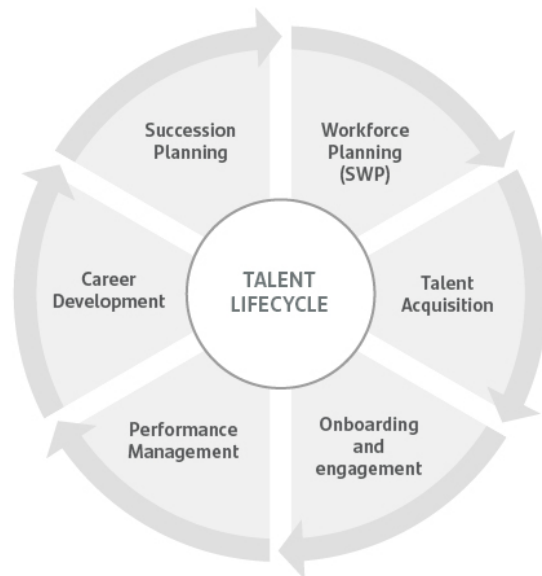 Succession
Planning
Workforce
Planning
(SWP)
Career
Development
TALENT
LIFECYCLE
Talent
Acquisition
Performance
Management
Onboarding
and
engagement